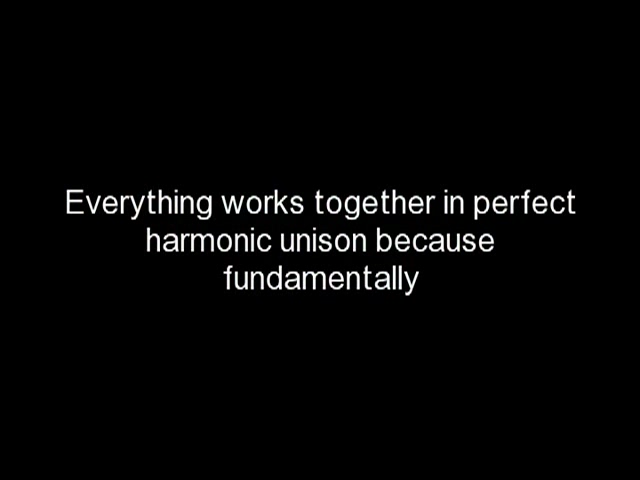 Everything works together in perfect
harmonic unison because
fundamentally